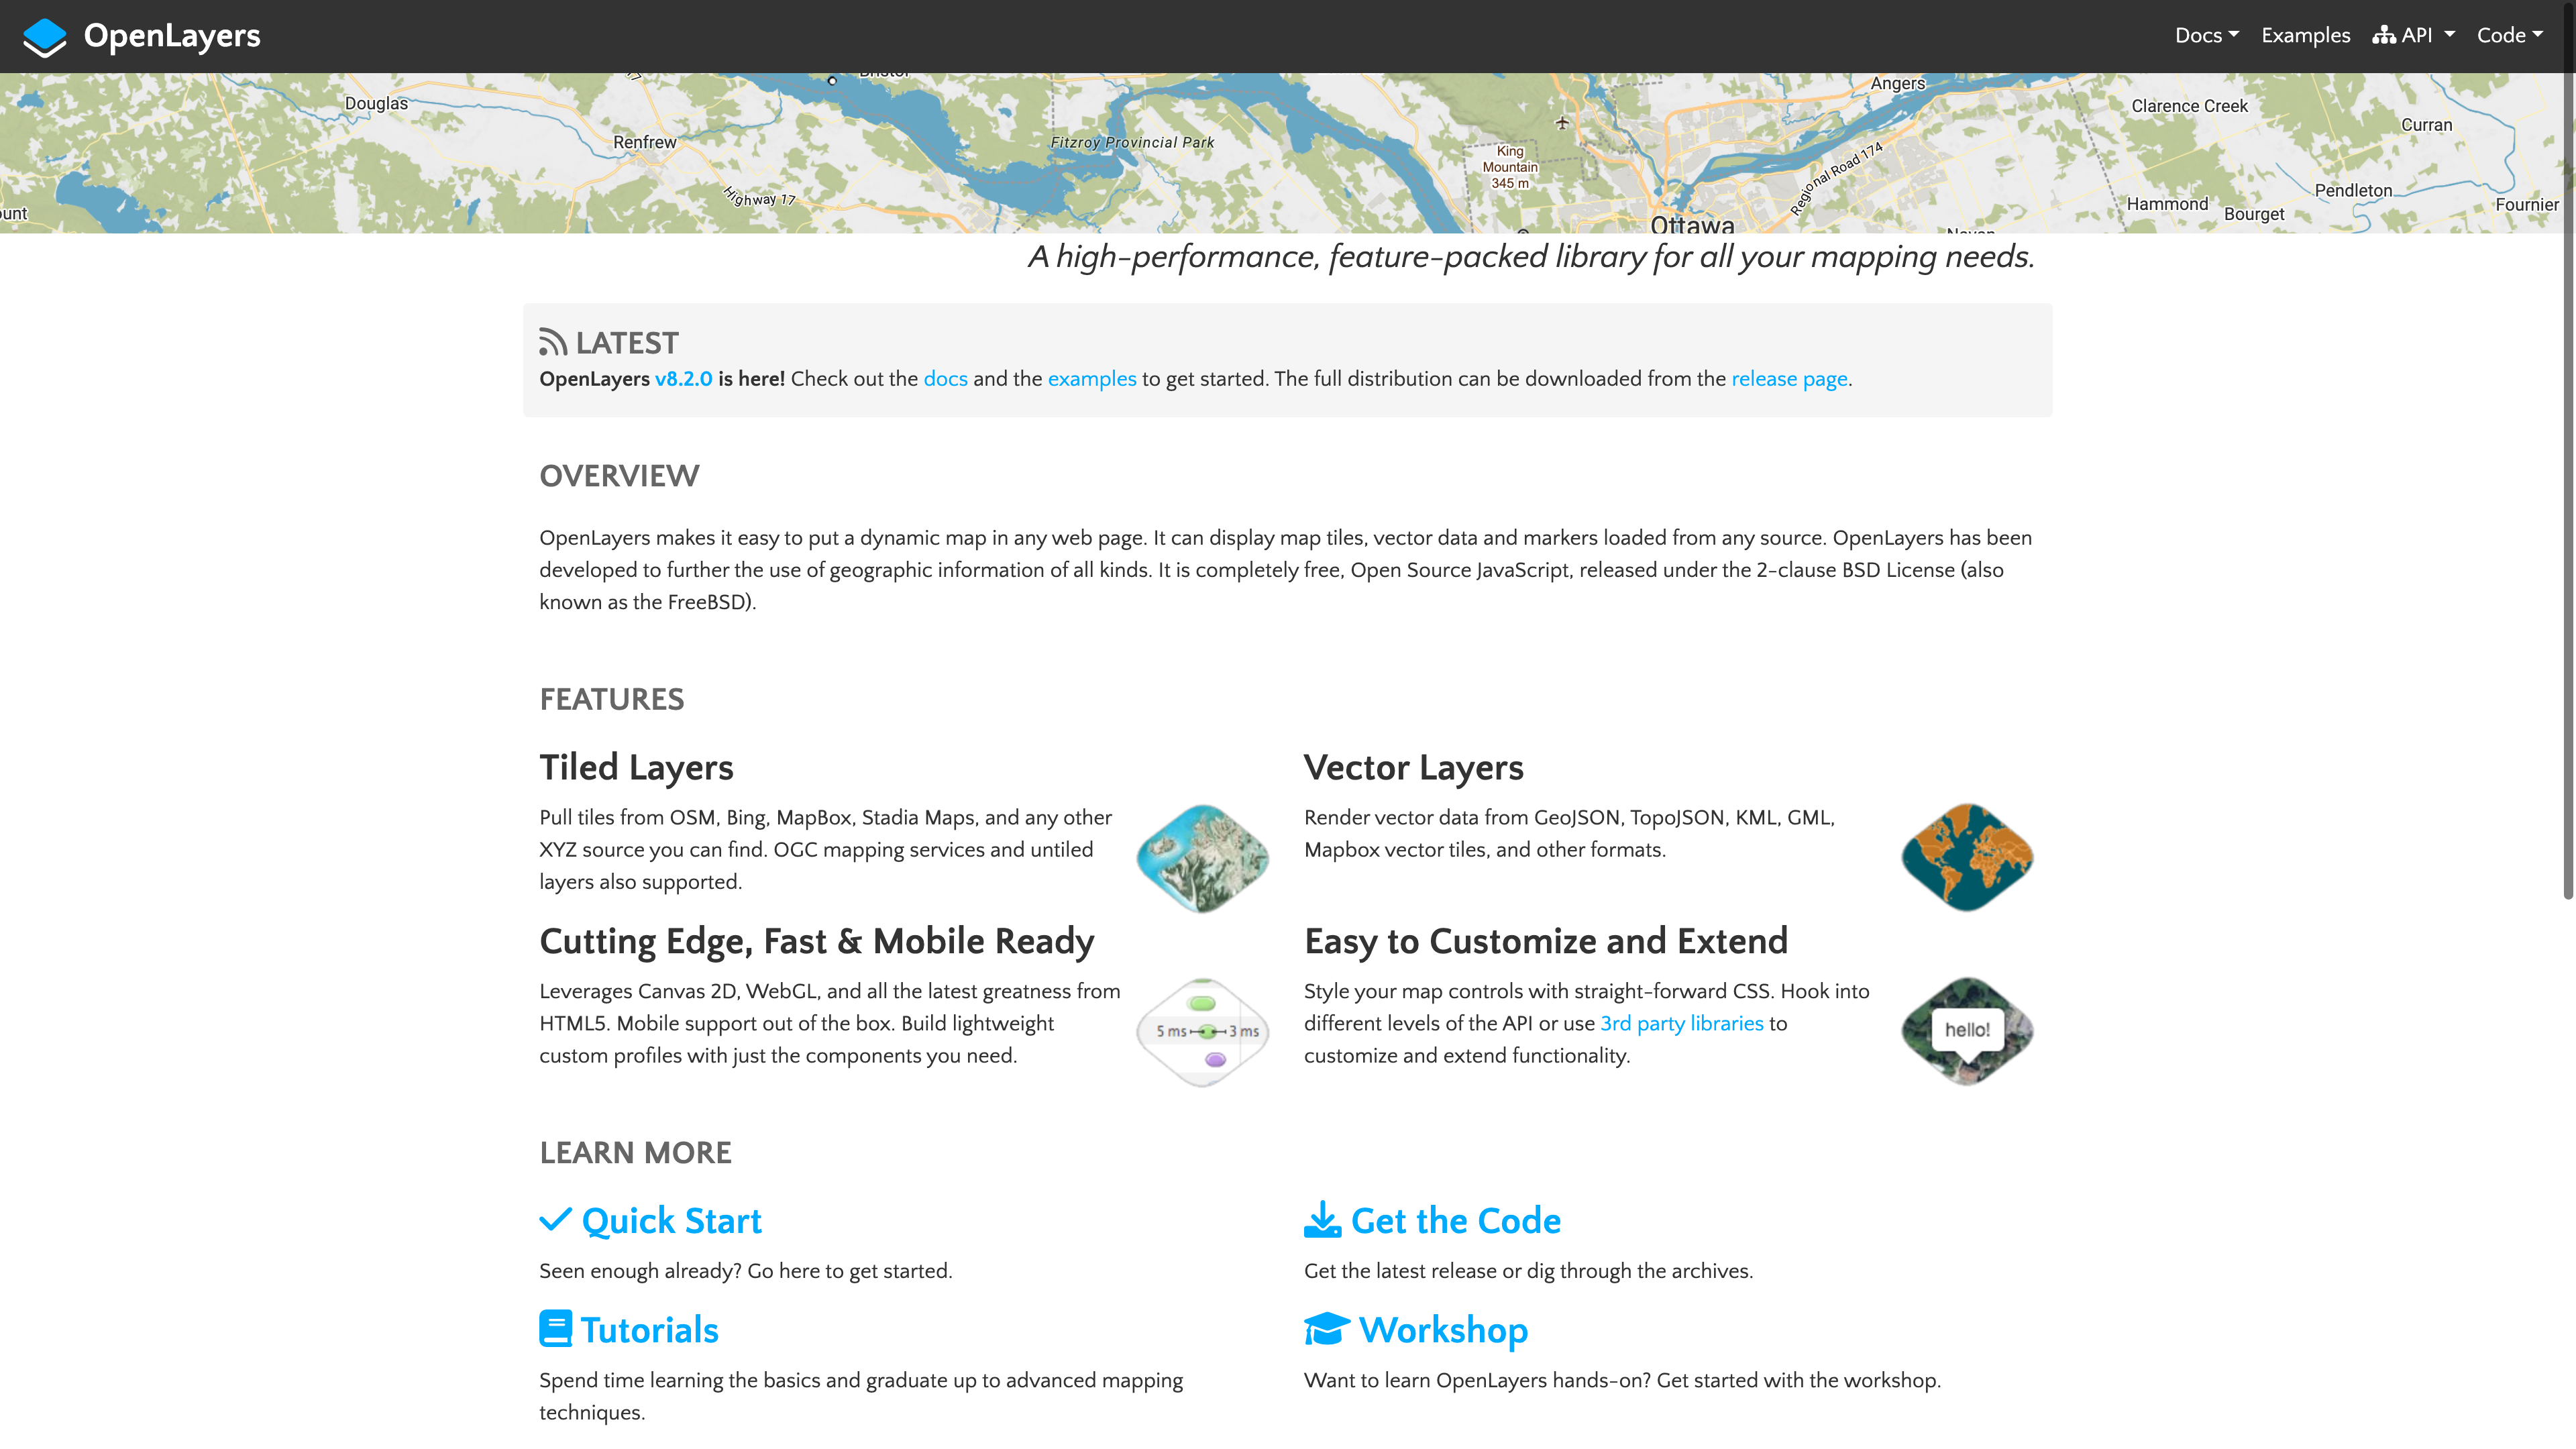 OpenLayers
Docs
Examples
API
Code
Bristol
Douglas
Renfrew
Highway 17
17
Fitzroy Provincial Park
King
Mountain
345 m
Angers
Regional Road 174
Ottawa
Clarence Creek
Curran
Pendleton
Hammond
Bourget
Fournier
A high-performance, feature-packed library for all your mapping needs.
LATEST
OpenLayers v8.2.0 is here! Check out the docs and the examples to get started. The full distribution can be downloaded from the release page.
OVERVIEW
OpenLayers makes it easy to put a dynamic map in any web page. It can display map tiles, vector data and markers loaded from any source. OpenLayers has been
developed to further the use of geographic information of all kinds. It is completely free, Open Source JavaScript, released under the 2-clause BSD License (also
known as the FreeBSD).
FEATURES
Tiled Layers
Pull tiles from OSM, Bing, MapBox, Stadia Maps, and any other
XYZ source you can find. OGC mapping services and untiled
layers also supported.
Vector Layers
Render vector data from GeoJSON, TopoJSON, KML, GML,
Mapbox vector tiles, and other formats.
Cutting Edge, Fast & Mobile Ready
Leverages Canvas 2D, WebGL, and all the latest greatness from
HTML5. Mobile support out of the box. Build lightweight
custom profiles with just the components you need.
5 ms 3 ms
Easy to Customize and Extend
Style your map controls with straight-forward CSS. Hook into
different levels of the API or use 3rd party libraries to
customize and extend functionality.
hello!
LEARN MORE
Quick Start
Seen enough already? Go here to get started.
Get the Code
Get the latest release or dig through the archives.
Tutorials
Spend time learning the basics and graduate up to advanced mapping
techniques.
Workshop
Want to learn OpenLayers hands-on? Get started with the workshop.